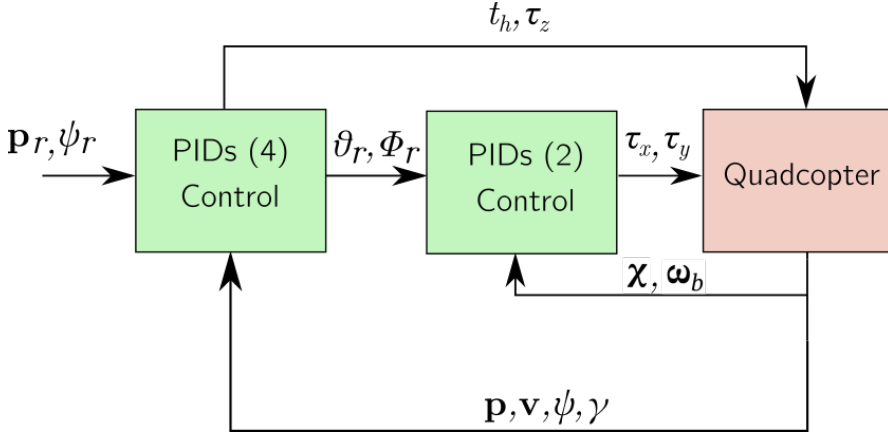 t_h, τ_z
𝐩_r, ψ_r
PIDs (4)
Control
ϑ_r, Φ_r
PIDs (2)
Control
τ_x, τ_y
Quadcopter
𝛘, 𝛚_b
𝐩, 𝐯, ψ, γ